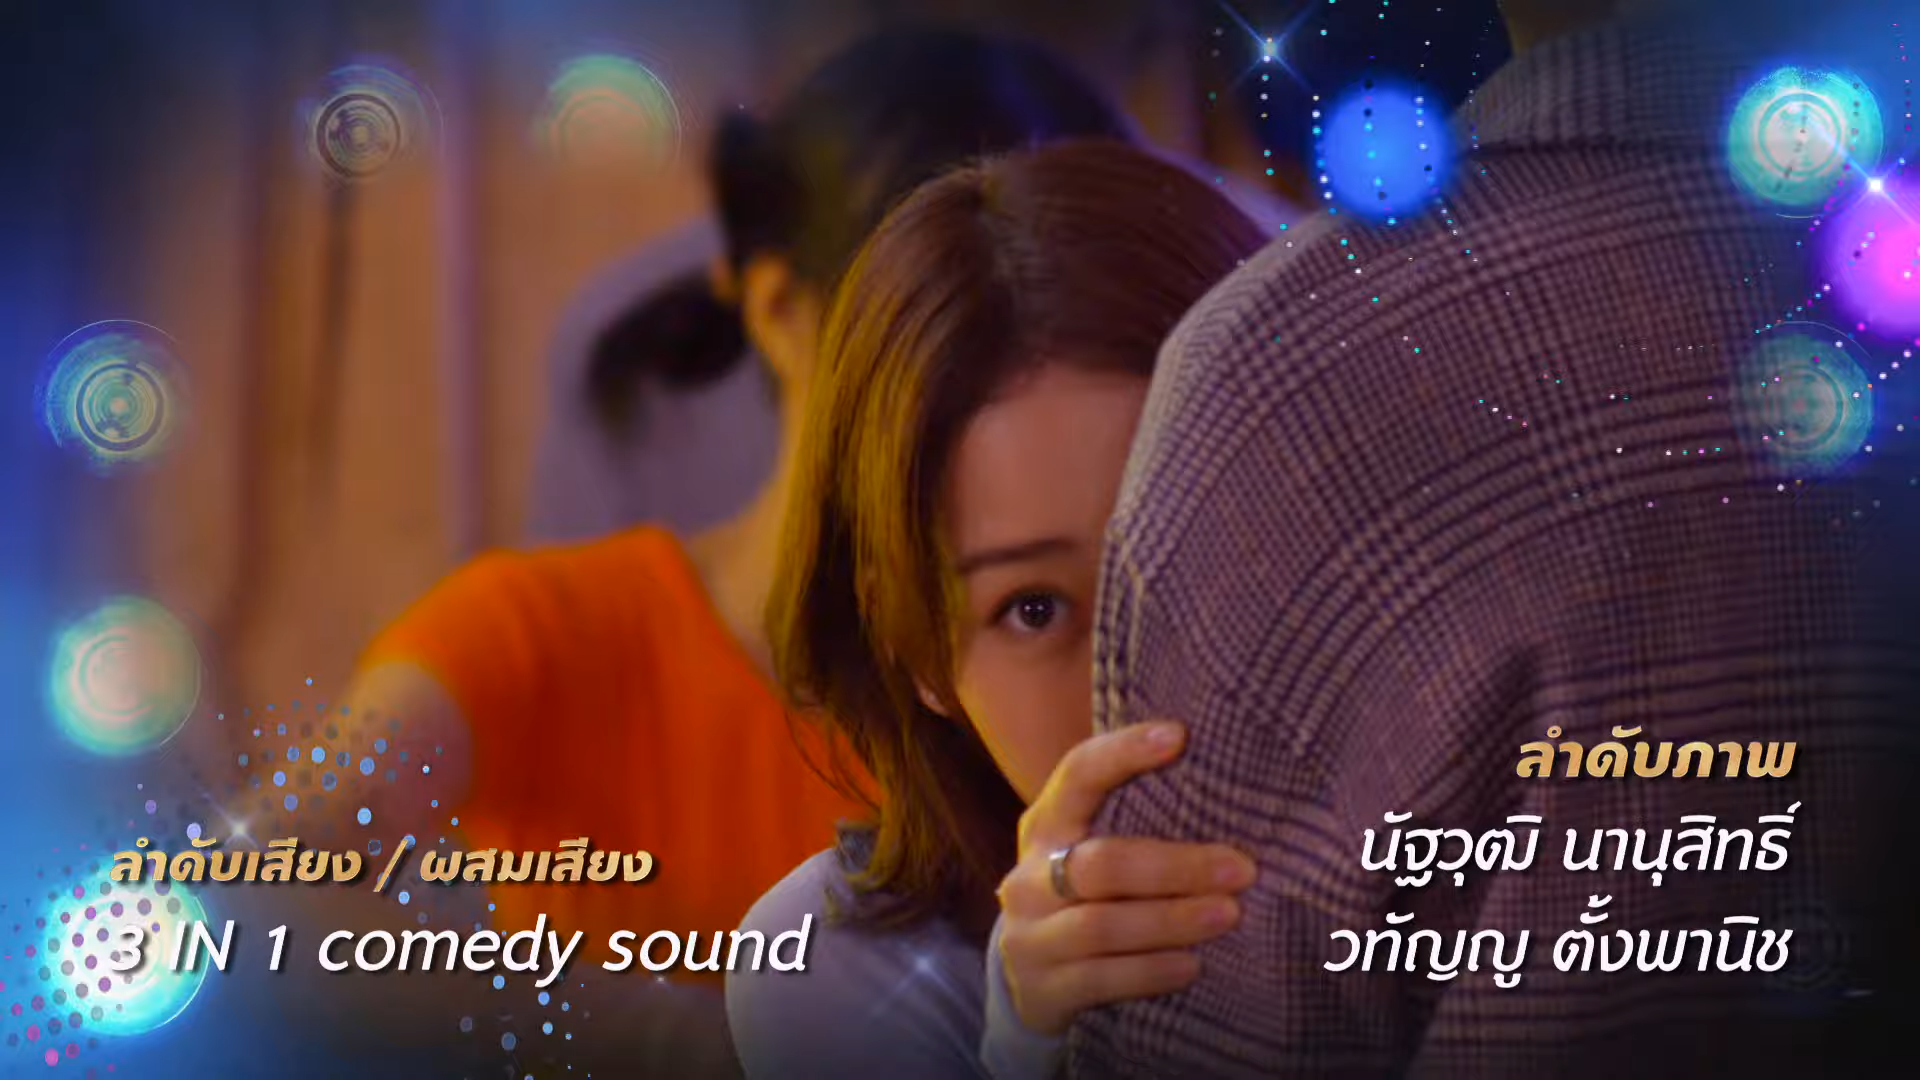 ลำดับเสียง / ผสมเสียง
3 IN 1 comedy sound
ลำดับภาพ
นัฐวุฒิ นานุสิทธิ์
วทัญญู ตั้งพานิช